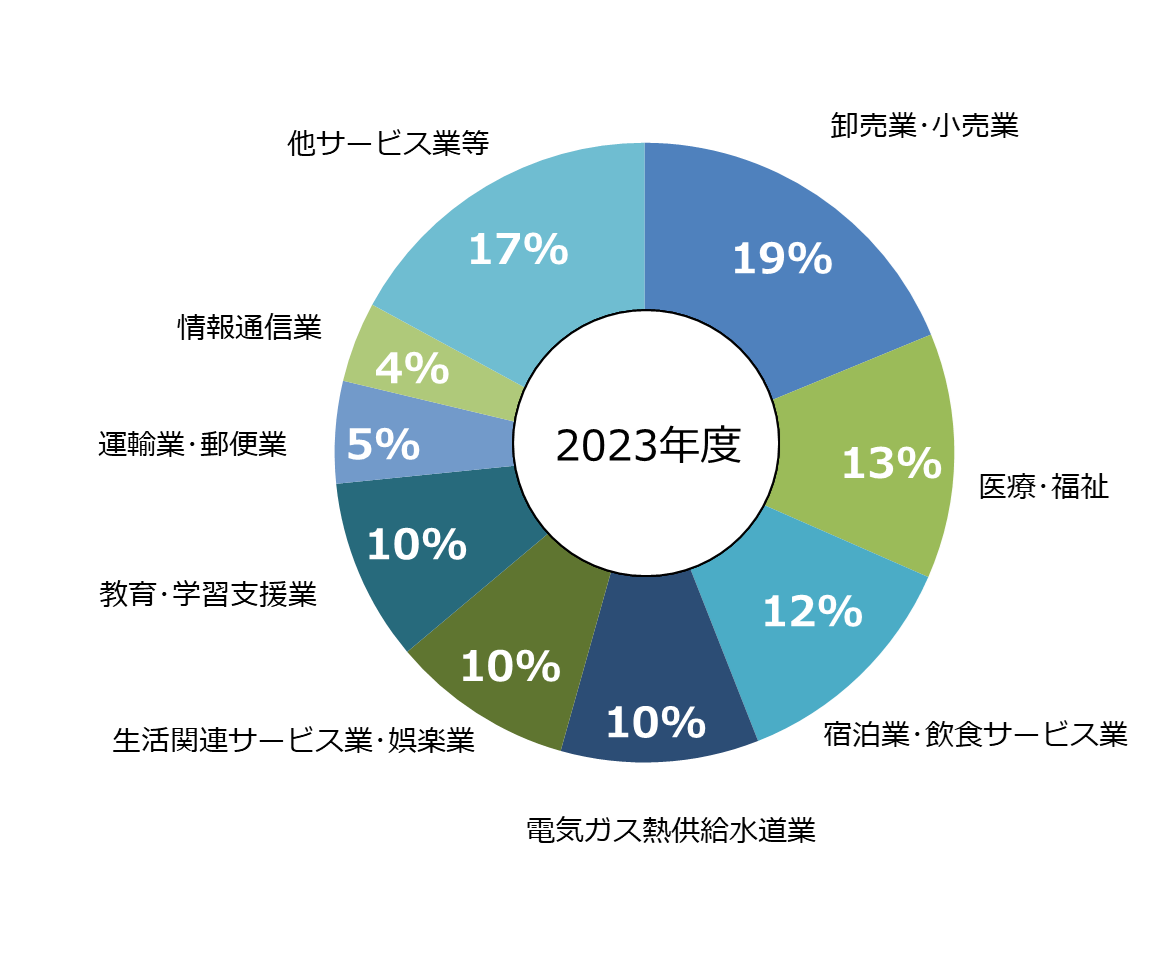 他サービス業等
卸売業･小売業
17%
19%
情報通信業
4%
運輸業･郵便業
5%
2023年度
13%
医療･福祉
10%
教育･学習支援業
12%
10%
10%
生活関連サービス業･娯楽業
宿泊業･飲食サービス業
電気ガス熱供給水道業